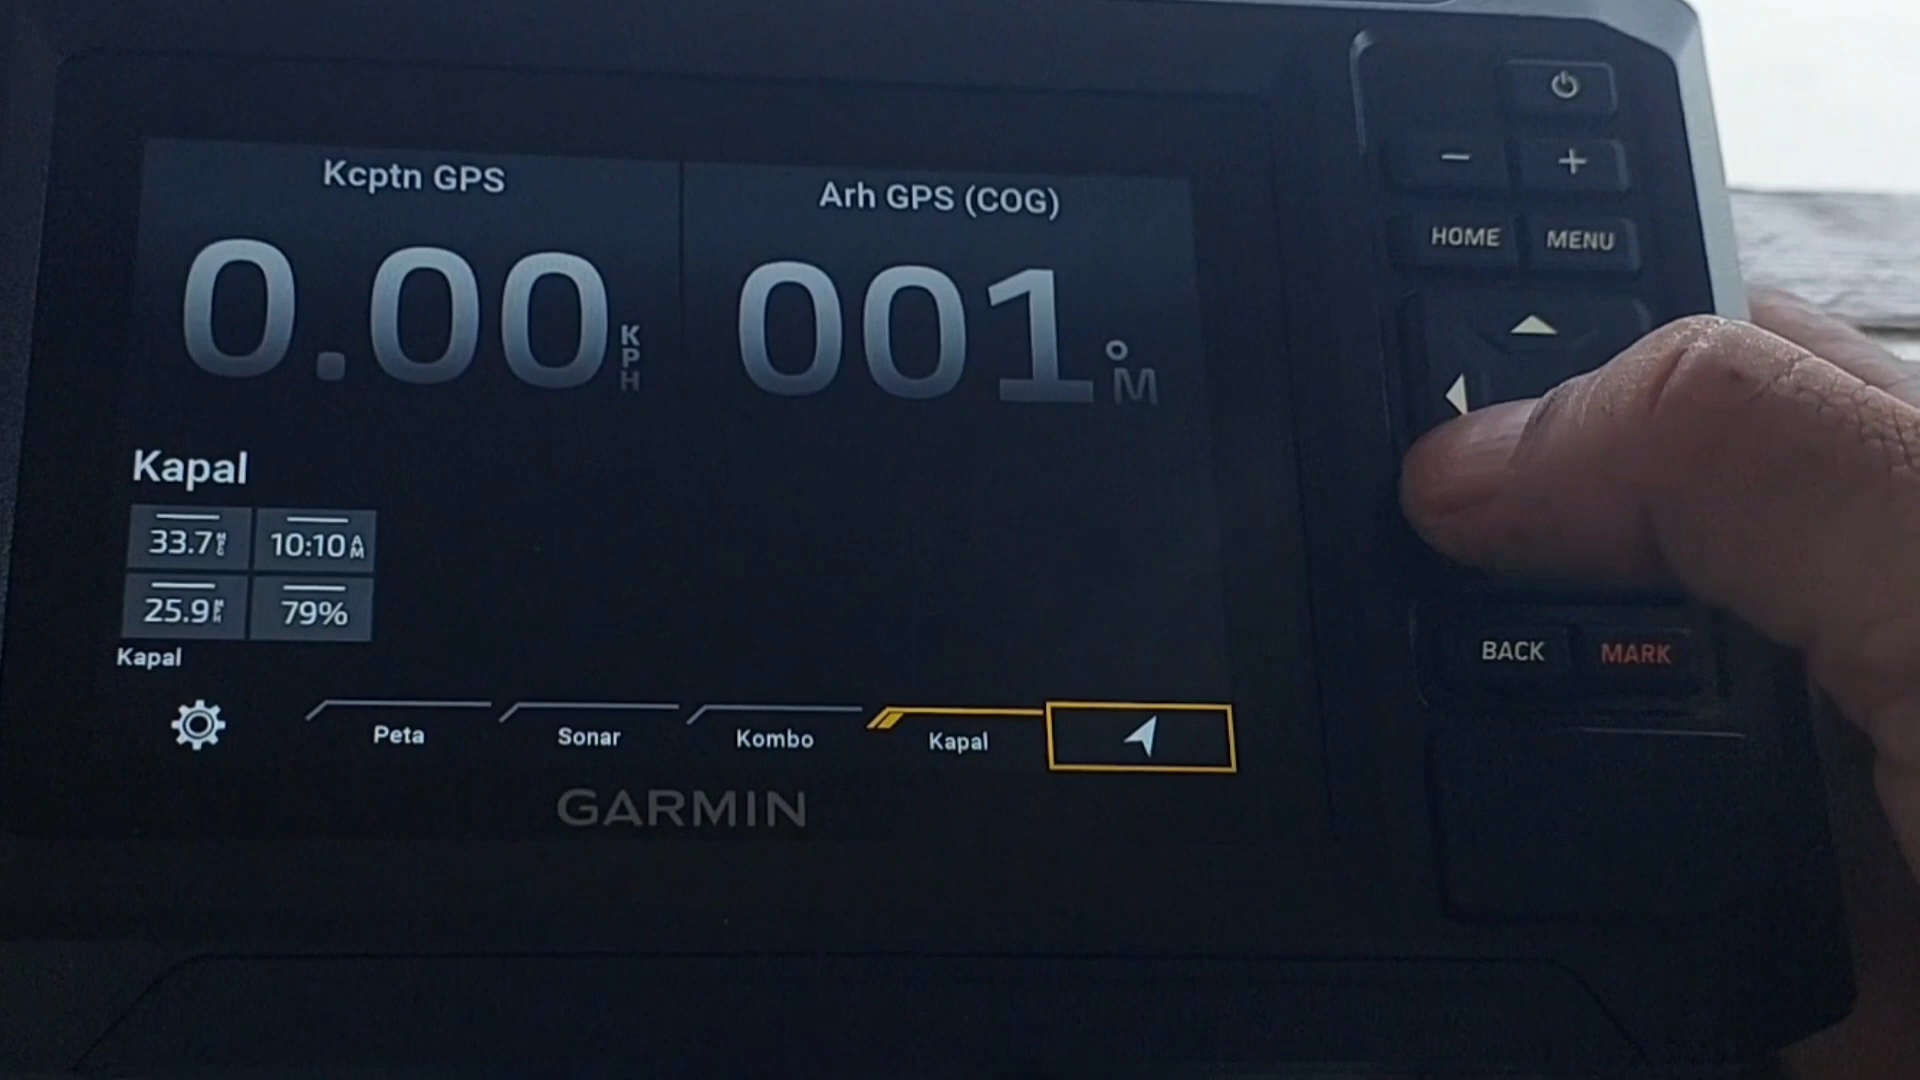 Kcptn GPS
Arh GPS (COG)
0.00 KPH
001 °M
Kapal
33.7
10:10 AM
25.9
79%
Kapal
Peta
Sonar
Kombo
Kapal
GARMIN
HOME
MENU
BACK
MARK